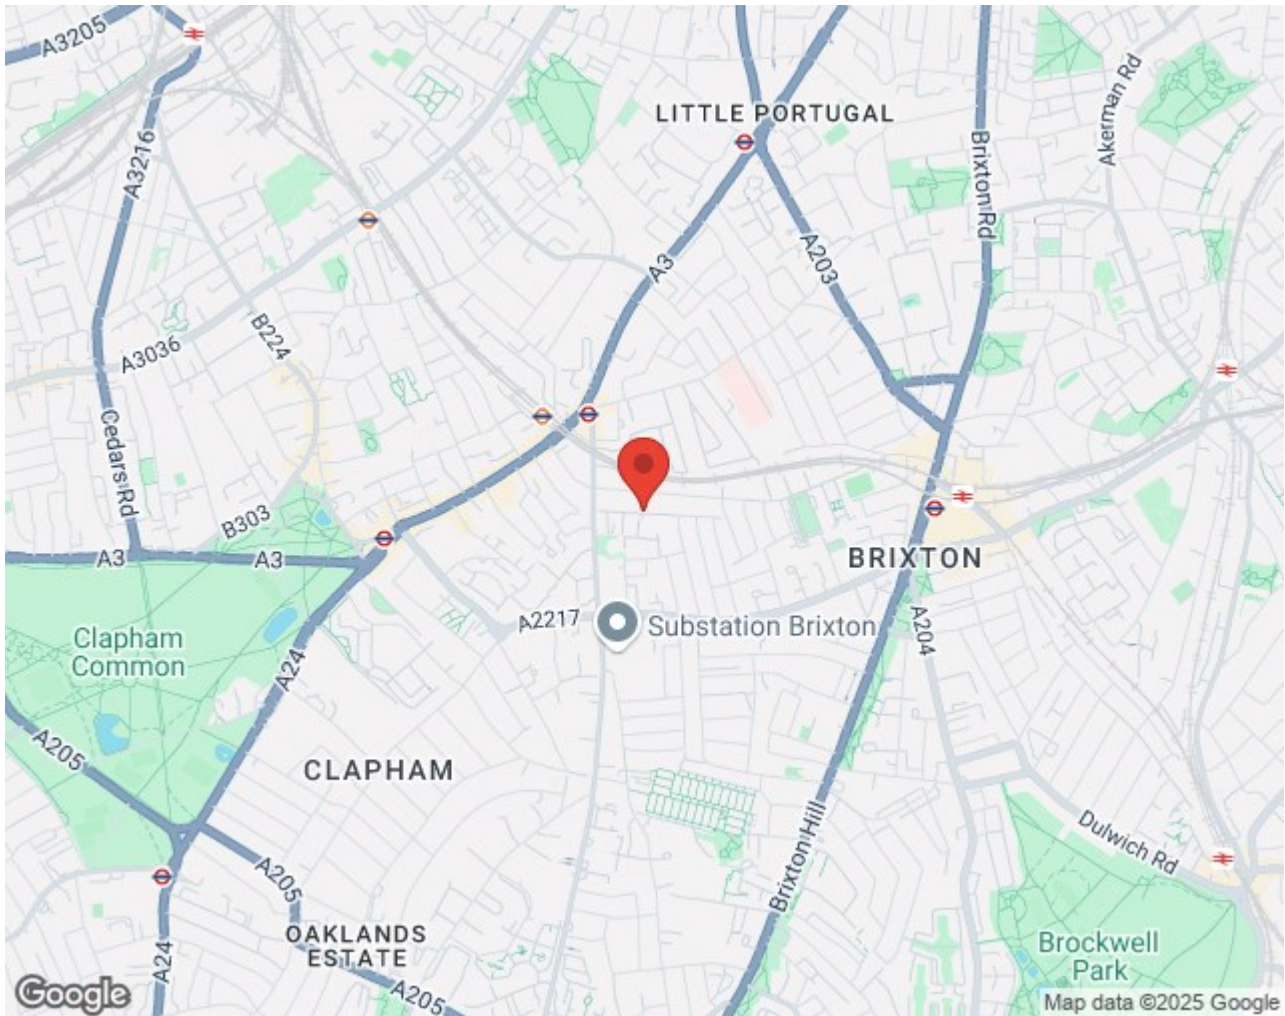 A3205
LITTLE PORTUGAL
Akerman Rd
A3216
Brixton Rd
A3
A203
B224
A3036
Cedars Rd
B303
A3
A3
BRIXTON
A2217
Substation Brixton
A204
Clapham
Common
A24
A205
CLAPHAM
Brixton Hill
Dulwich Rd
A205
OAKLANDS
ESTATE
Brockwell
Park
A24
A205
Google
Map data ©2025 Google